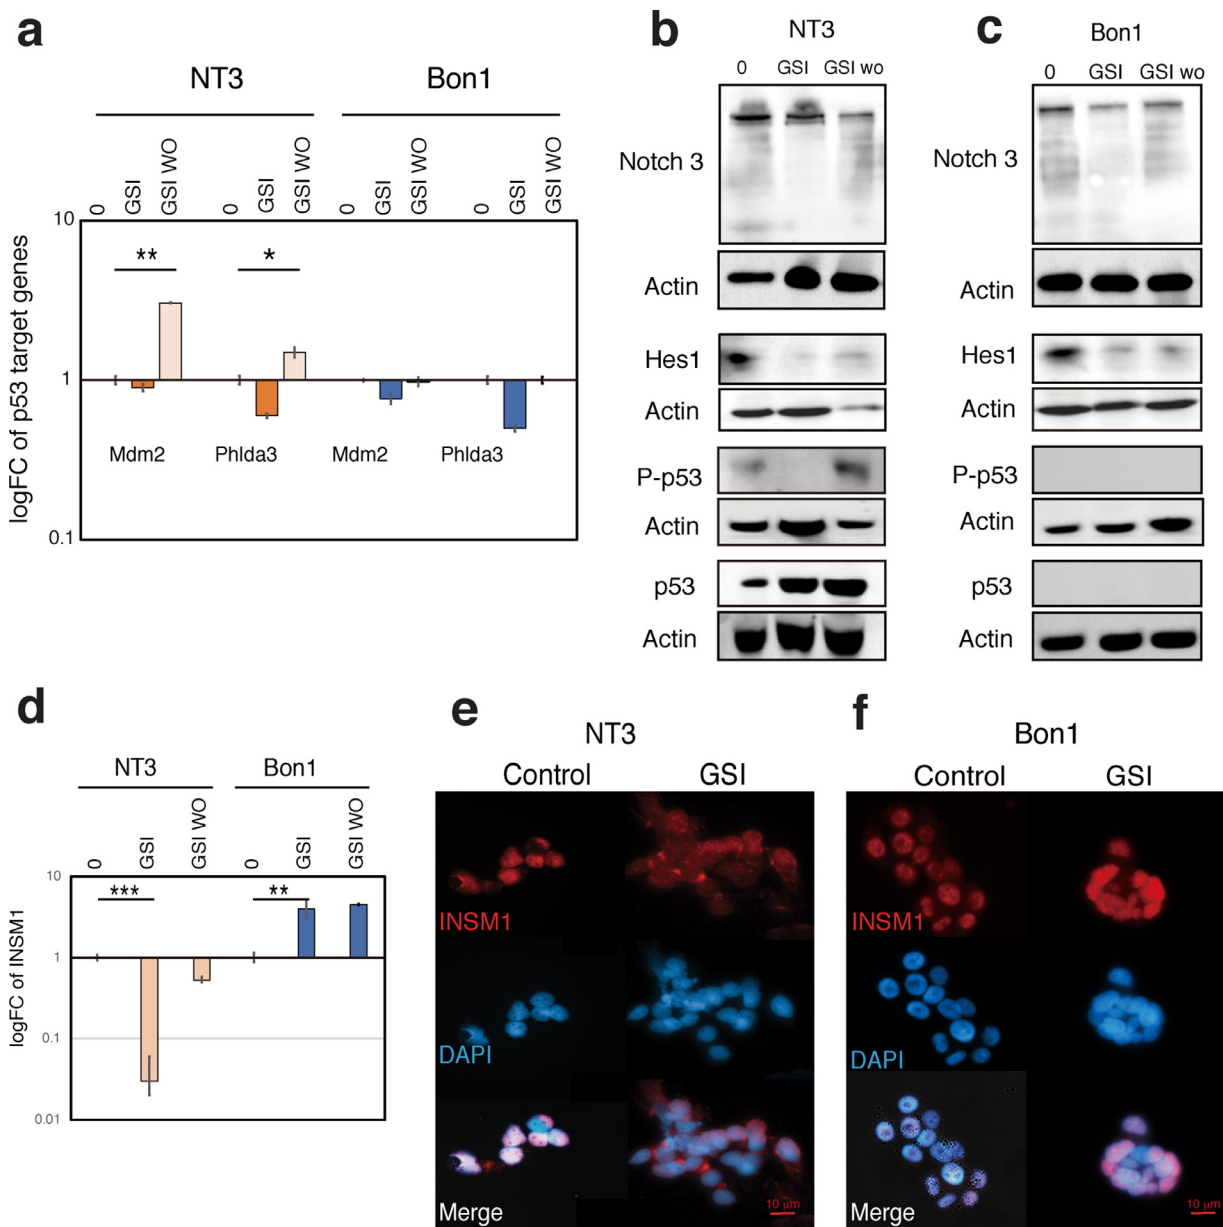 a
NT3 Bon1
0 GSI GSI WO 0 GSI GSI WO 0 GSI GSI WO 0 GSI GSI WO
logFC of p53 target genes
10
** *
1
Mdm2 Phlda3 Mdm2 Phlda3
0.1
b
NT3
0 GSI GSI wo
Notch 3
Actin
Hes1
Actin
P-p53
Actin
p53
Actin
c
Bon1
0 GSI GSI wo
Notch 3
Actin
Hes1
Actin
P-p53
Actin
p53
Actin
d
NT3 Bon1
0 GSI GSI WO 0 GSI GSI WO
logFC of INSM1
10
*** **
1
0.1
0.01
e
NT3
Control GSI
INSM1
DAPI
Merge
10 µm
f
Bon1
Control GSI
INSM1
DAPI
Merge
10 µm